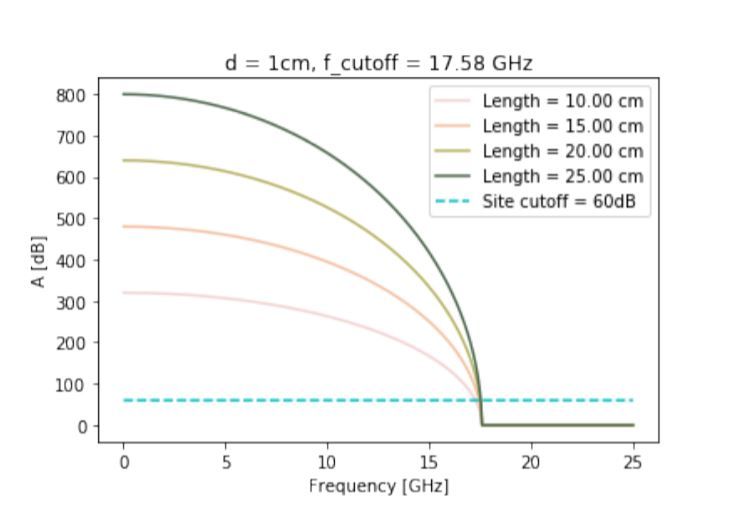 d = 1cm, f_cutoff = 17.58 GHz
Length = 10.00 cm
Length = 15.00 cm
Length = 20.00 cm
Length = 25.00 cm
Site cutoff = 60dB
A [dB]
800
700
600
500
400
300
200
100
0
0 5 10 15 20 25
Frequency [GHz]